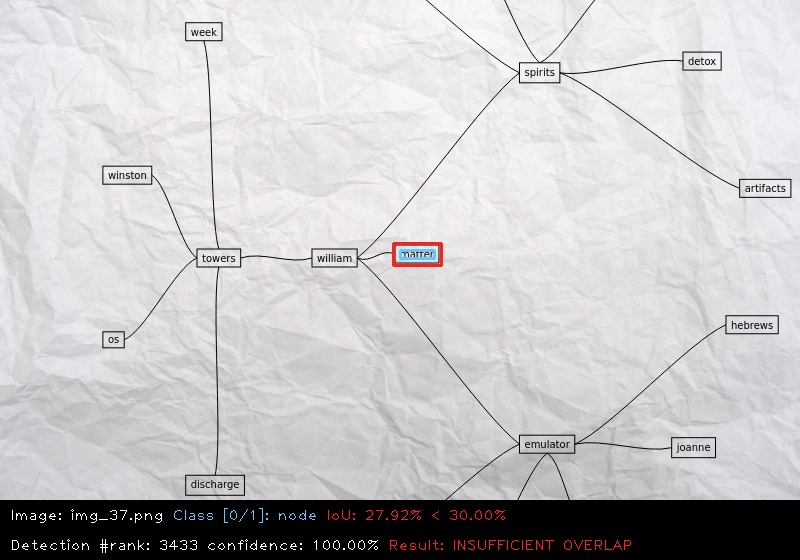 week
spirits
detox
winston
artifacts
towers
william
matter
os
hebrews
emulator
joanne
discharge
Image: img_37.png Class [0/1]: node IoU: 27.92% < 30.00%
Detection #rank: 3433 confidence: 100.00% Result: INSUFFICIENT OVERLAP